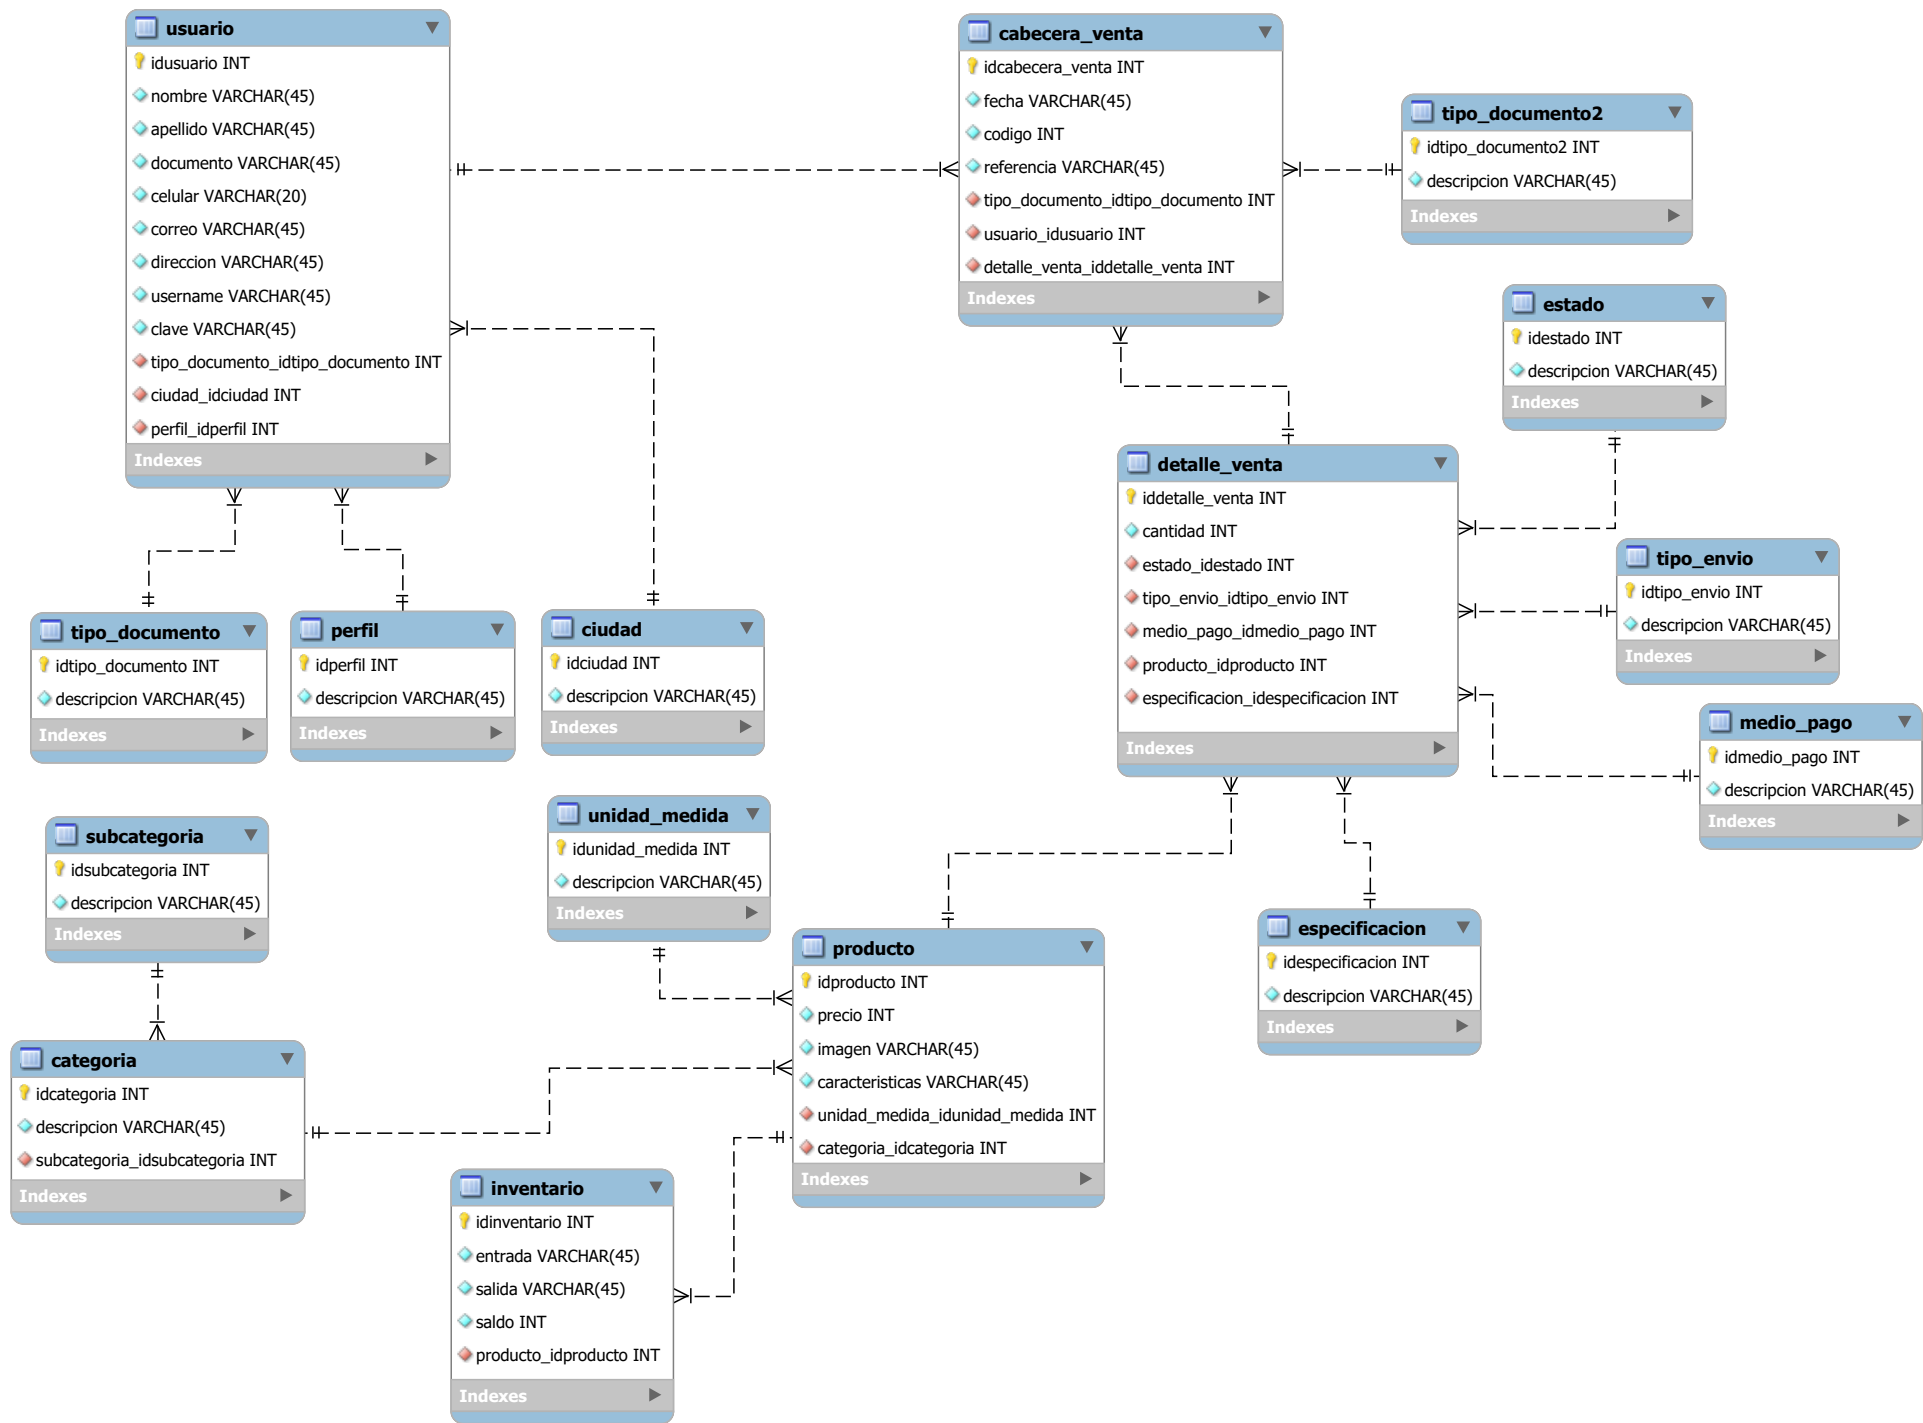 usuario
idusuario INT
nombre VARCHAR(45)
apellido VARCHAR(45)
documento VARCHAR(45)
celular VARCHAR(20)
correo VARCHAR(45)
direccion VARCHAR(45)
username VARCHAR(45)
clave VARCHAR(45)
tipo_documento_idtipo_documento INT
ciudad_idciudad INT
perfil_idperfil INT
Indexes
cabecera_venta
idcabecera_venta INT
fecha VARCHAR(45)
codigo INT
referencia VARCHAR(45)
tipo_documento_idtipo_documento INT
usuario_idusuario INT
detalle_venta_iddetalle_venta INT
Indexes
tipo_documento2
idtipo_documento2 INT
descripcion VARCHAR(45)
Indexes
estado
idestado INT
descripcion VARCHAR(45)
Indexes
detalle_venta
iddetalle_venta INT
cantidad INT
estado_idestado INT
tipo_envio_idtipo_envio INT
medio_pago_idmedio_pago INT
producto_idproducto INT
especificacion_idespecificacion INT
Indexes
tipo_envio
idtipo_envio INT
descripcion VARCHAR(45)
Indexes
tipo_documento
idtipo_documento INT
descripcion VARCHAR(45)
Indexes
perfil
idperfil INT
descripcion VARCHAR(45)
Indexes
ciudad
idciudad INT
descripcion VARCHAR(45)
Indexes
medio_pago
idmedio_pago INT
descripcion VARCHAR(45)
Indexes
subcategoria
idsubcategoria INT
descripcion VARCHAR(45)
Indexes
unidad_medida
idunidad_medida INT
descripcion VARCHAR(45)
Indexes
producto
idproducto INT
precio INT
imagen VARCHAR(45)
caracteristicas VARCHAR(45)
unidad_medida_idunidad_medida INT
categoria_idcategoria INT
Indexes
especificacion
idespecificacion INT
descripcion VARCHAR(45)
Indexes
categoria
idcategoria INT
descripcion VARCHAR(45)
subcategoria_idsubcategoria INT
Indexes
inventario
idinventario INT
entrada VARCHAR(45)
salida VARCHAR(45)
saldo INT
producto_idproducto INT
Indexes